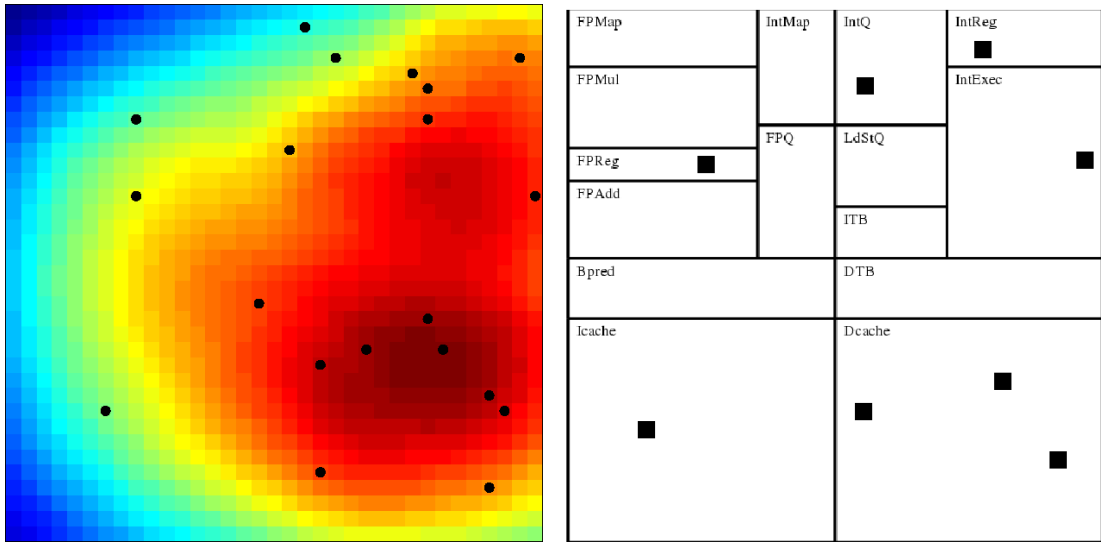 FPMap
IntMap
IntQ
IntReg
FPMul
IntExec
FPReg
FPQ
LdStQ
FPAdd
ITB
Bpred
DTB
Icache
Dcache